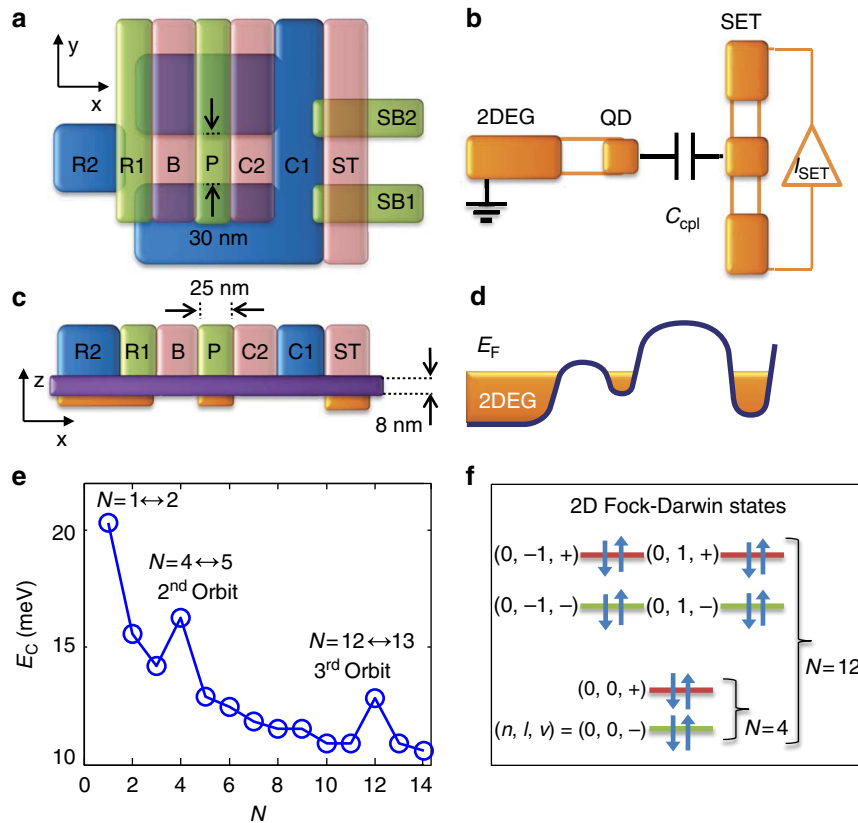 a
y
x
R2
R1
B
P
C2
C1
ST
SB2
SB1
30 nm
b
SET
2DEG
QD
C_cpl
I_SET
c
25 nm
R2
R1
B
P
C2
C1
ST
z
x
8 nm
d
E_F
2DEG
e
N=1↔2
N=4↔5
2nd Orbit
N=12↔13
3rd Orbit
E_C (meV)
20
15
10
0 2 4 6 8 10 12 14
N
f
2D Fock-Darwin states
(0, −1, +) (0, 1, +)
(0, −1, −) (0, 1, −)
N=12
(0, 0, +)
N=4
(n, l, v) = (0, 0, −)